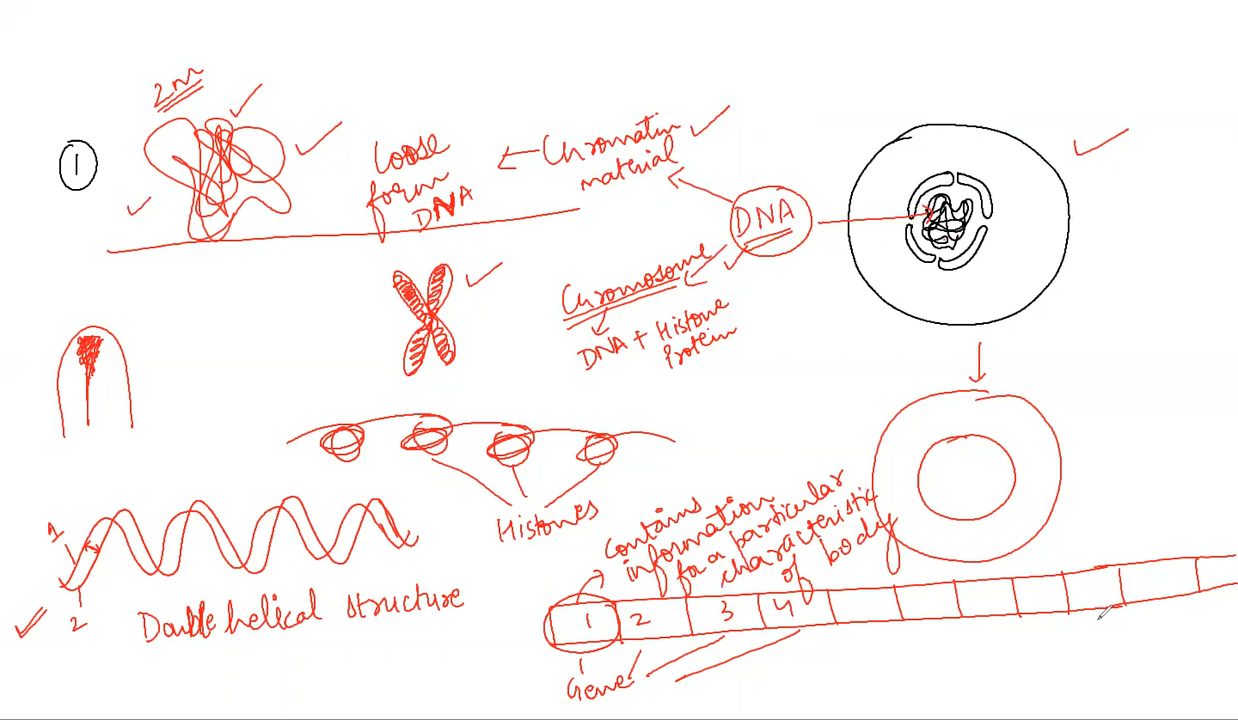 2m
1
Loose
form
DNA
Chromatin
material
DNA
Chromosome
DNA + Histone
Protein
Histones
1
2
Double helical structure
Contains
information
for a particular
characteristic
of body
1 2 3 4
Gene